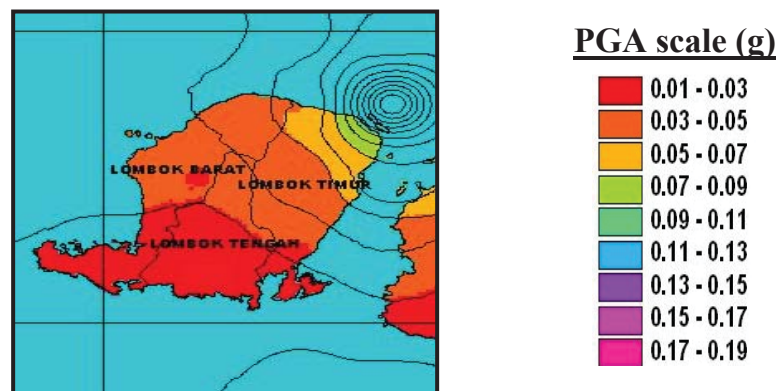 PGA scale (g)
0.01 - 0.03
0.03 - 0.05
0.05 - 0.07
0.07 - 0.09
0.09 - 0.11
0.11 - 0.13
0.13 - 0.15
0.15 - 0.17
0.17 - 0.19
LOMBOK BARAT
LOMBOK TIMUR
LOMBOK TENGAH